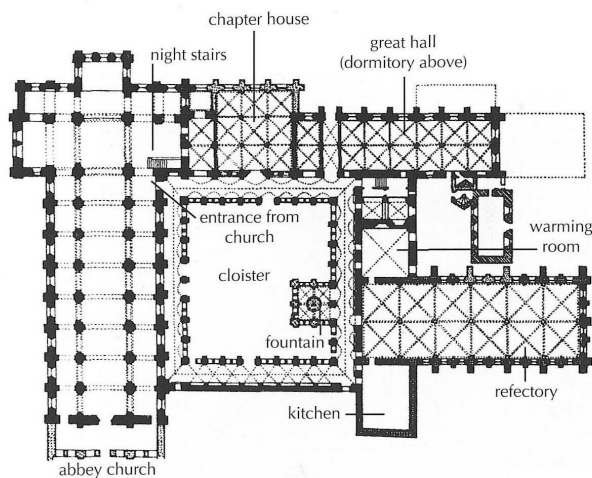 chapter house
night stairs
great hall
(dormitory above)
entrance from
church
warming
room
cloister
fountain
refectory
kitchen
abbey church